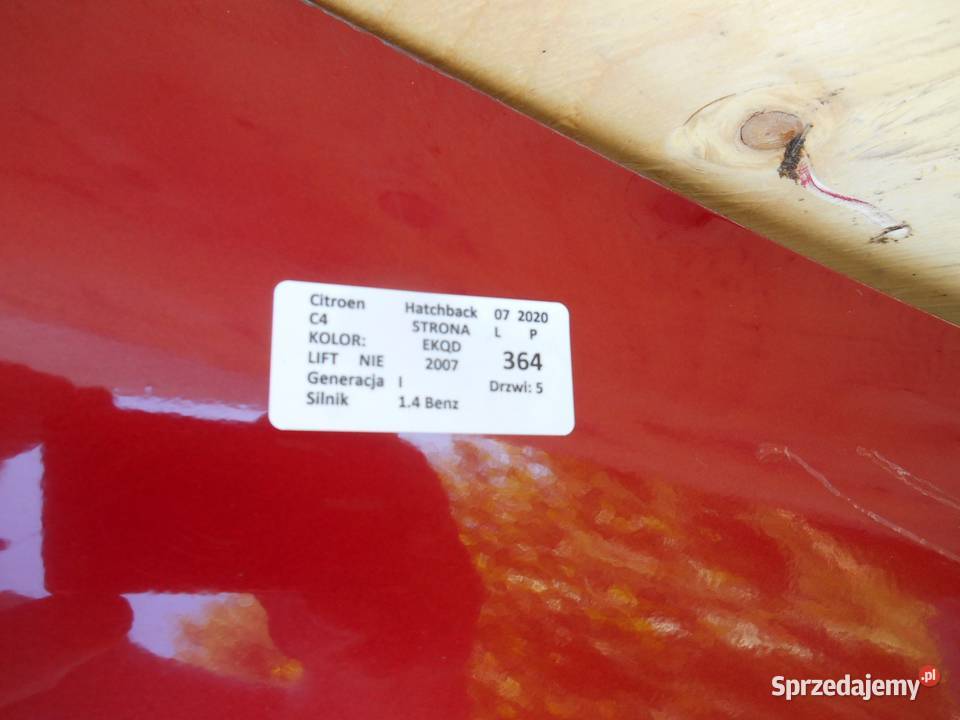 Citroen Hatchback 07 2020
C4 STRONA L P
KOLOR: EKQD 364
LIFT NIE 2007
Generacja I Drzwi: 5
Silnik 1.4 Benz
Sprzedajemy.pl